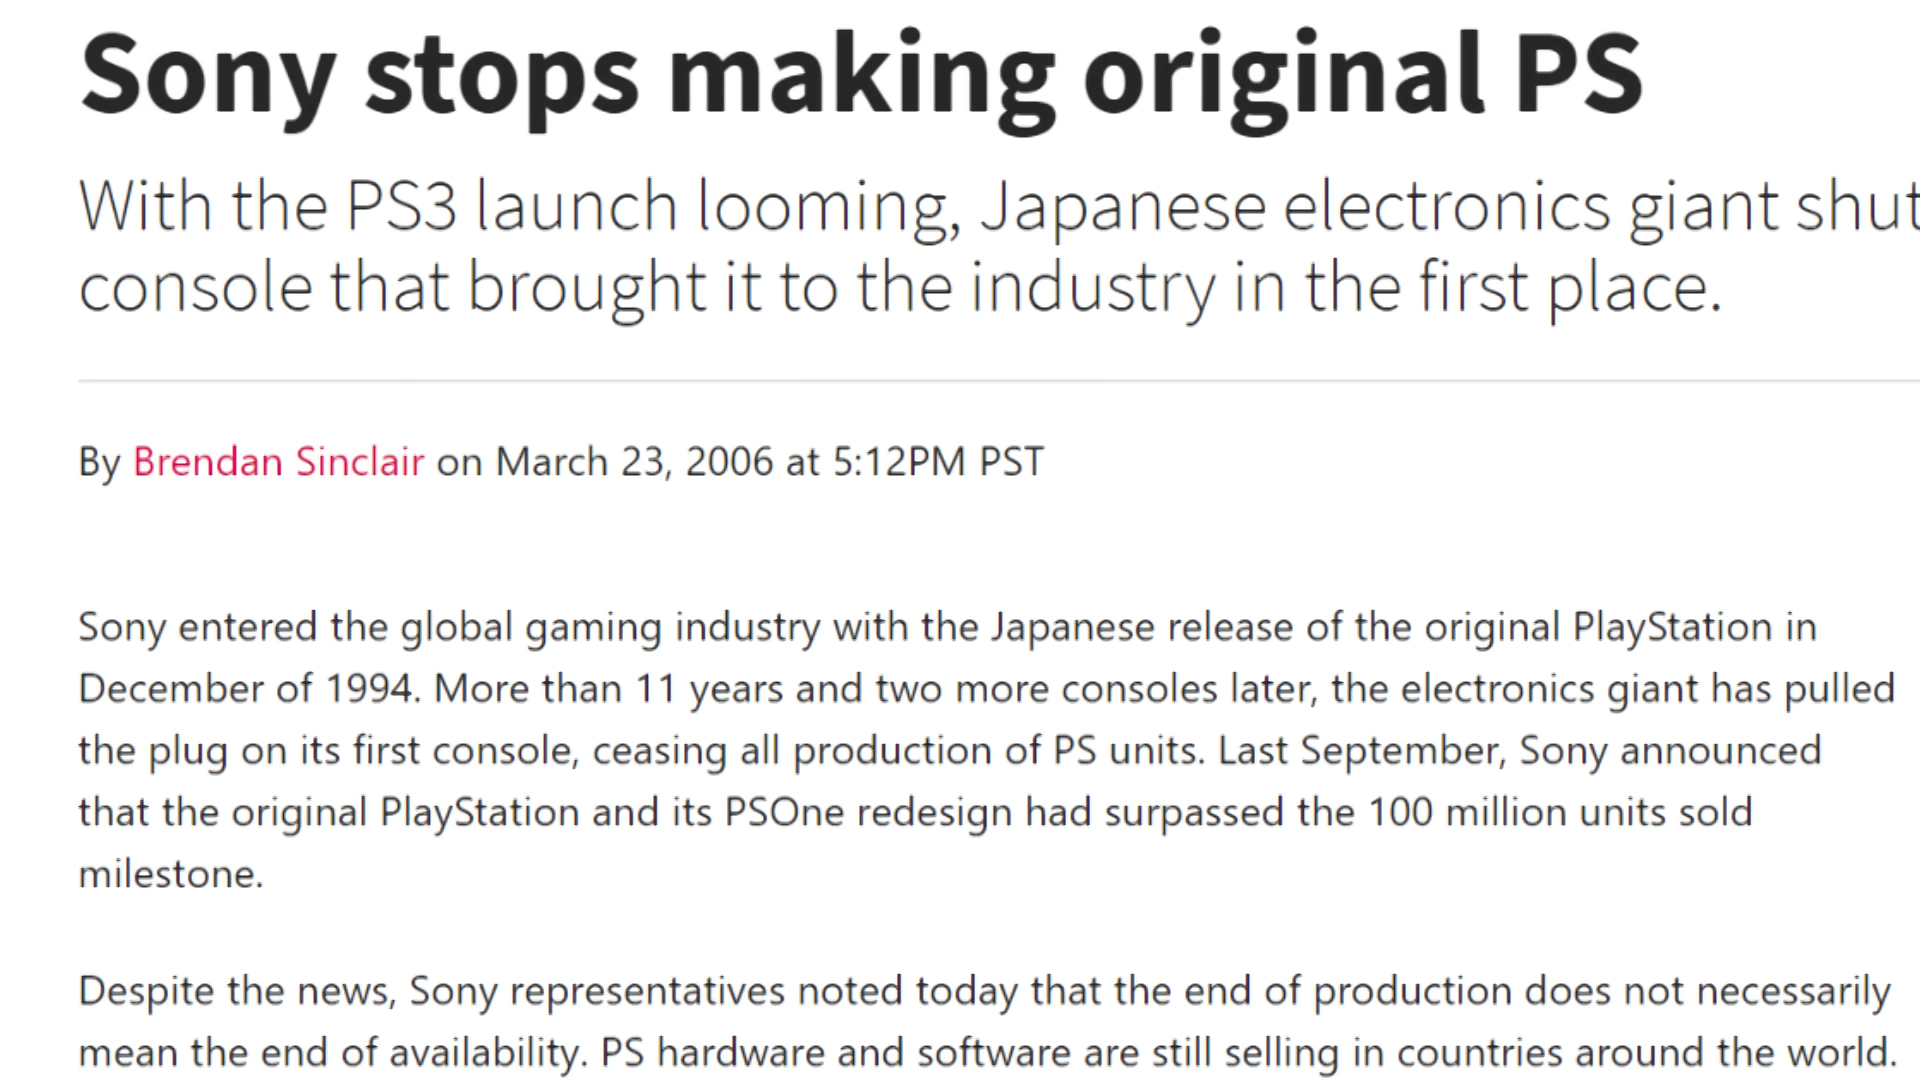 Sony stops making original PS
With the PS3 launch looming, Japanese electronics giant shut
console that brought it to the industry in the first place.
By Brendan Sinclair on March 23, 2006 at 5:12PM PST
Sony entered the global gaming industry with the Japanese release of the original PlayStation in
December of 1994. More than 11 years and two more consoles later, the electronics giant has pulled
the plug on its first console, ceasing all production of PS units. Last September, Sony announced
that the original PlayStation and its PSOne redesign had surpassed the 100 million units sold
milestone.
Despite the news, Sony representatives noted today that the end of production does not necessarily
mean the end of availability. PS hardware and software are still selling in countries around the world.